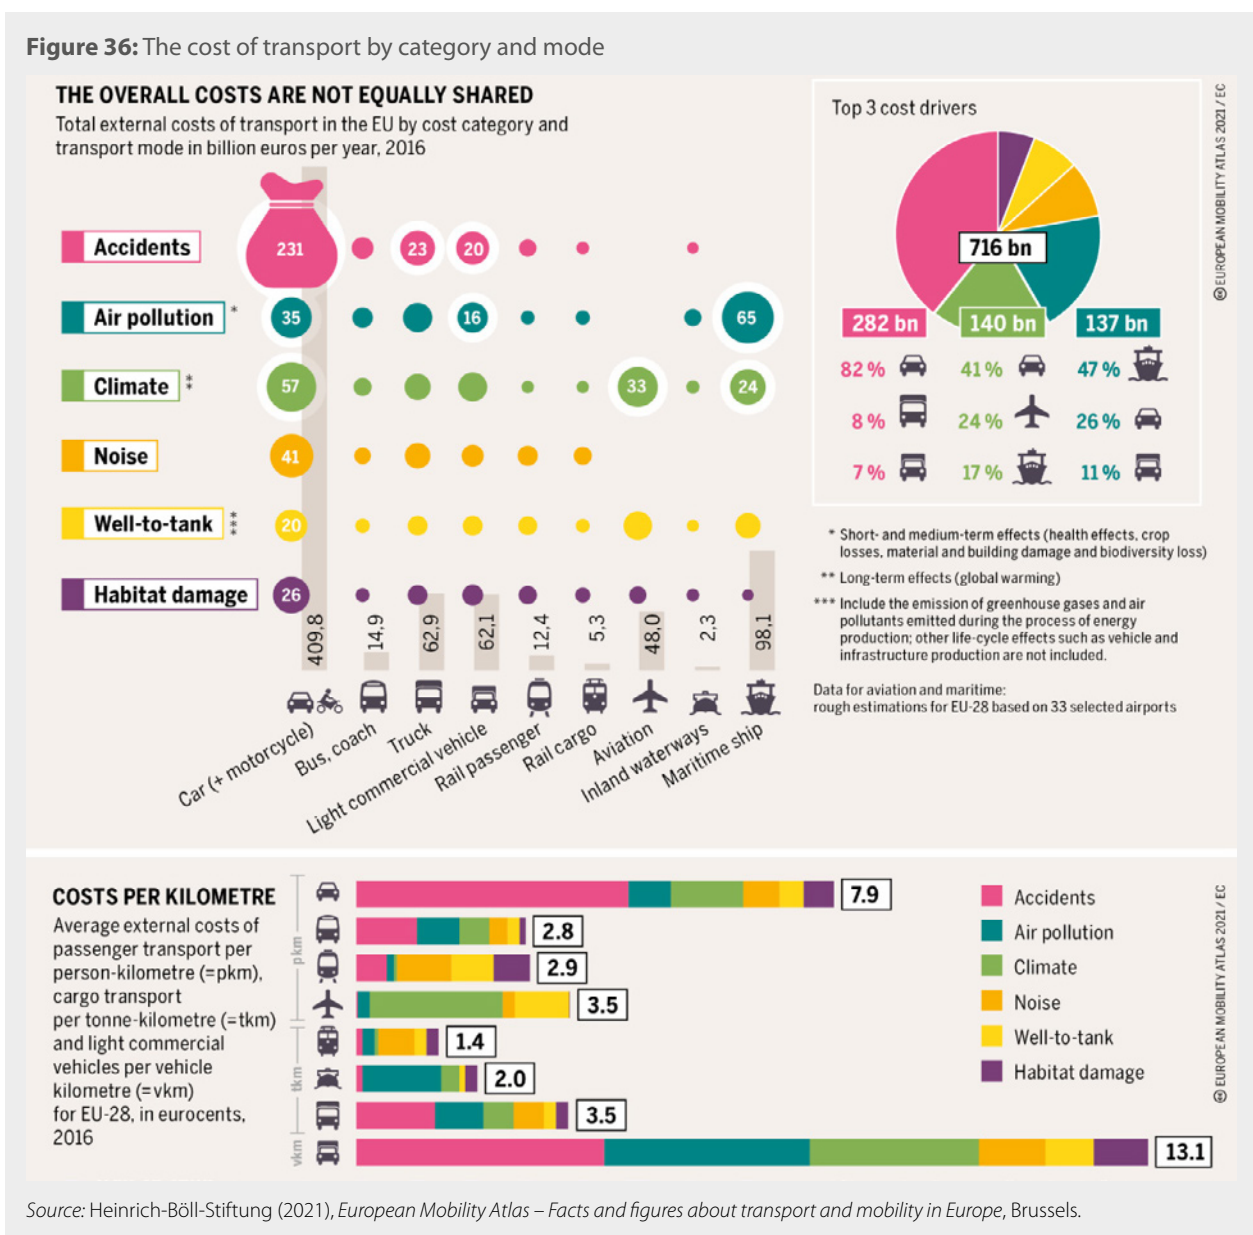 Figure 36: The cost of transport by category and mode
THE OVERALL COSTS ARE NOT EQUALLY SHARED
Total external costs of transport in the EU by cost category and
transport mode in billion euros per year, 2016
Accidents
231
23
20
Air pollution *
35
16
65
Climate **
57
33
24
Noise
41
Well-to-tank ***
20
Habitat damage
26
409.8
14,9
62,9
62,1
12,4
5,3
48,0
2,3
98,1
Car (+ motorcycle)
Bus, coach
Truck
Light commercial vehicle
Rail passenger
Rail cargo
Aviation
Inland waterways
Maritime ship
Top 3 cost drivers
716 bn
282 bn 140 bn 137 bn
82 % 41 % 47 %
8 % 24 % 26 %
7 % 17 % 11 %
* Short- and medium-term effects (health effects, crop
losses, material and building damage and biodiversity loss)
** Long-term effects (global warming)
*** Include the emission of greenhouse gases and air
pollutants emitted during the process of energy
production; other life-cycle effects such as vehicle and
infrastructure production are not included.
Data for aviation and maritime:
rough estimations for EU-28 based on 33 selected airports
EUROPEAN MOBILITY ATLAS 2021 / EC
COSTS PER KILOMETRE
Average external costs of
passenger transport per
person-kilometre (=pkm),
cargo transport
per tonne-kilometre (=tkm)
and light commercial
vehicles per vehicle
kilometre (=vkm)
for EU-28, in eurocents,
2016
pkm
tkm
vkm
7.9
2.8
2.9
3.5
1.4
2.0
3.5
13.1
Accidents
Air pollution
Climate
Noise
Well-to-tank
Habitat damage
EUROPEAN MOBILITY ATLAS 2021 / EC
Source: Heinrich-Böll-Stiftung (2021), European Mobility Atlas – Facts and figures about transport and mobility in Europe, Brussels.